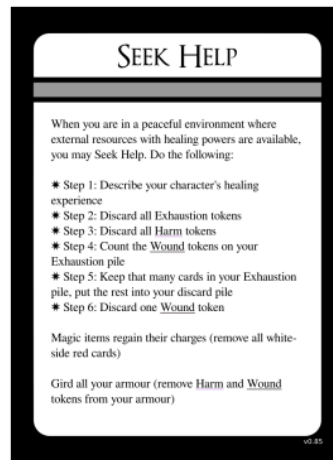 SEEK HELP
When you are in a peaceful environment where
external resources with healing powers are available,
you may Seek Help. Do the following:
✷ Step 1: Describe your character's healing
experience
✷ Step 2: Discard all Exhaustion tokens
✷ Step 3: Discard all Harm tokens
✷ Step 4: Count the Wound tokens on your
Exhaustion pile
✷ Step 5: Keep that many cards in your Exhaustion
pile, put the rest into your discard pile
✷ Step 6: Discard one Wound token
Magic items regain their charges (remove all white-
side red cards)
Gird all your armour (remove Harm and Wound
tokens from your armour)
v0.85